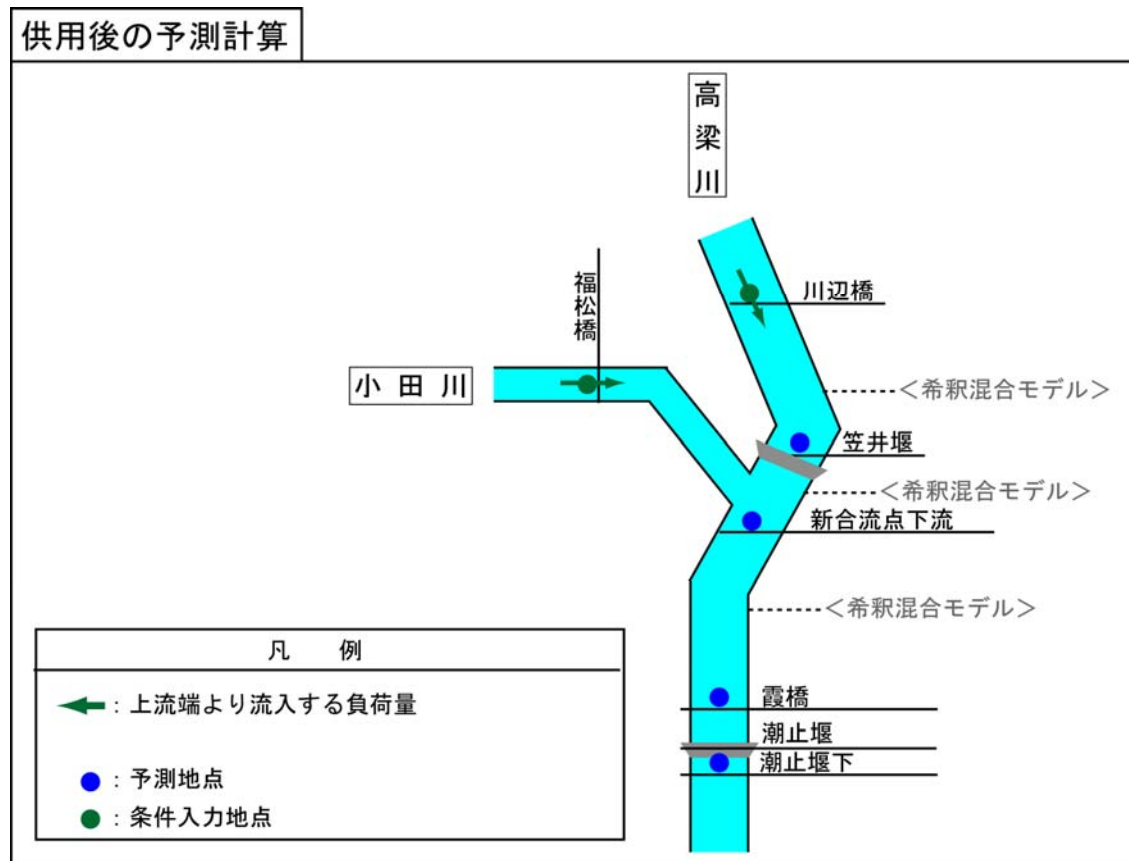 供用後の予測計算
高梁川
川辺橋
福松橋
小田川
＜希釈混合モデル＞
笠井堰
＜希釈混合モデル＞
新合流点下流
＜希釈混合モデル＞
霞橋
潮止堰
潮止堰下
凡　例
：上流端より流入する負荷量
：予測地点
：条件入力地点